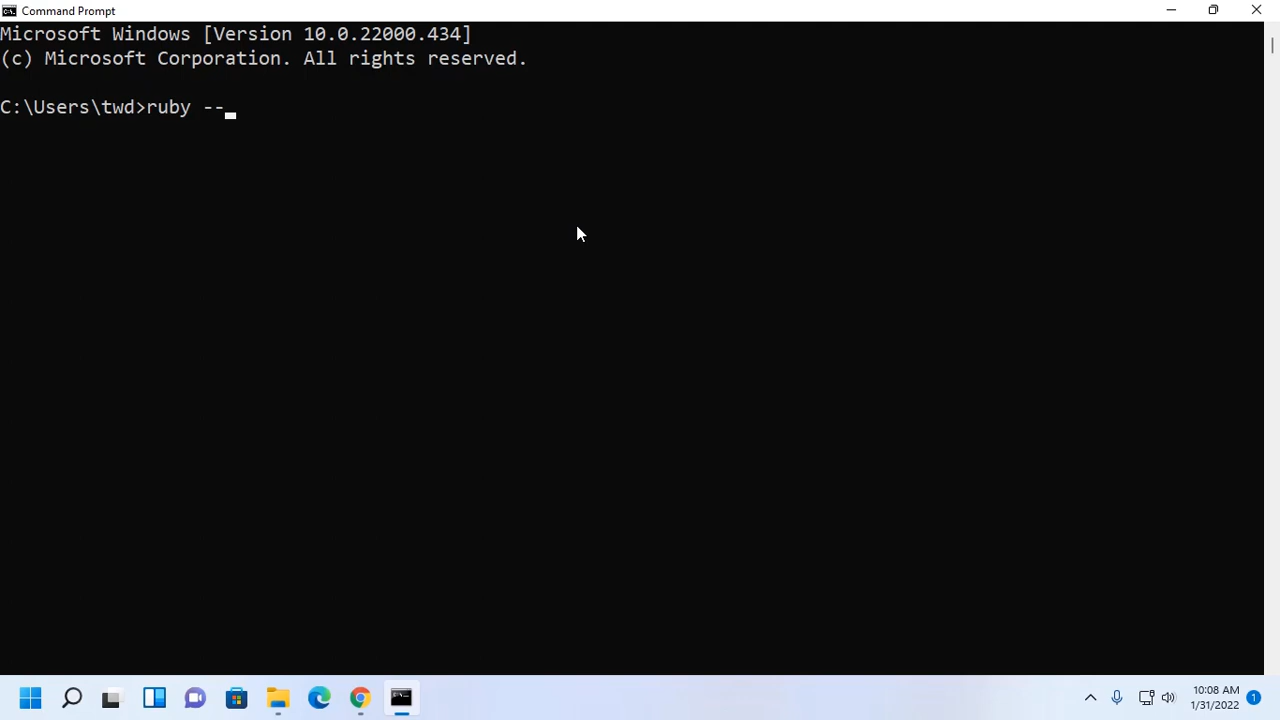 Command Prompt
Microsoft Windows [Version 10.0.22000.434]
(c) Microsoft Corporation. All rights reserved.
C:\Users\twd>ruby --
10:08 AM
1/31/2022
1